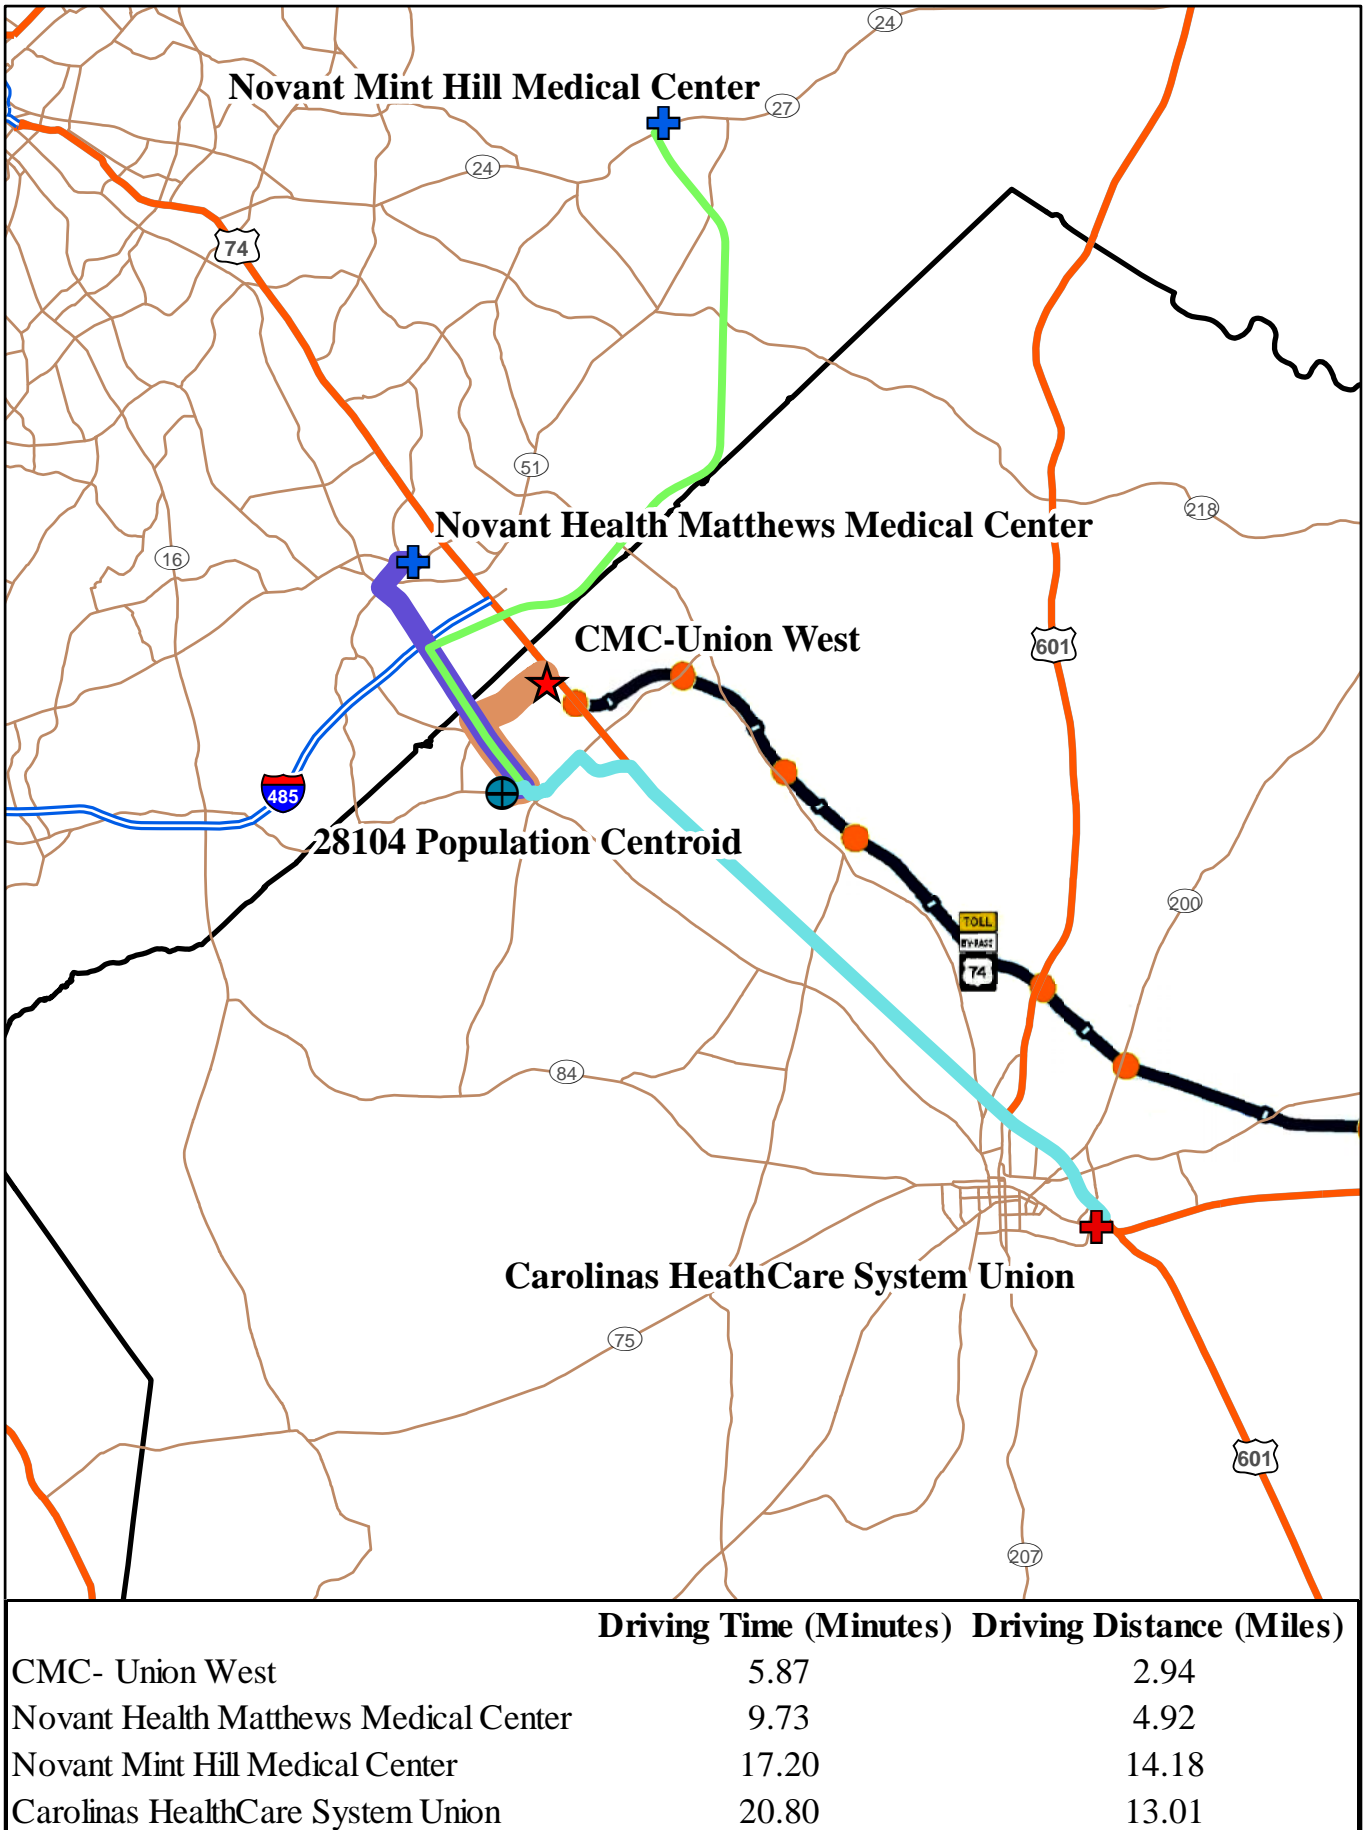 24
Novant Mint Hill Medical Center
27
24
74
51
218
Novant Health Matthews Medical Center
16
CMC-Union West
601
485
28104 Population Centroid
200
TOLL
BY-PASS
74
84
Carolinas HeathCare System Union
75
601
207
Driving Time (Minutes) Driving Distance (Miles)
CMC- Union West 5.87 2.94
Novant Health Matthews Medical Center 9.73 4.92
Novant Mint Hill Medical Center 17.20 14.18
Carolinas HealthCare System Union 20.80 13.01